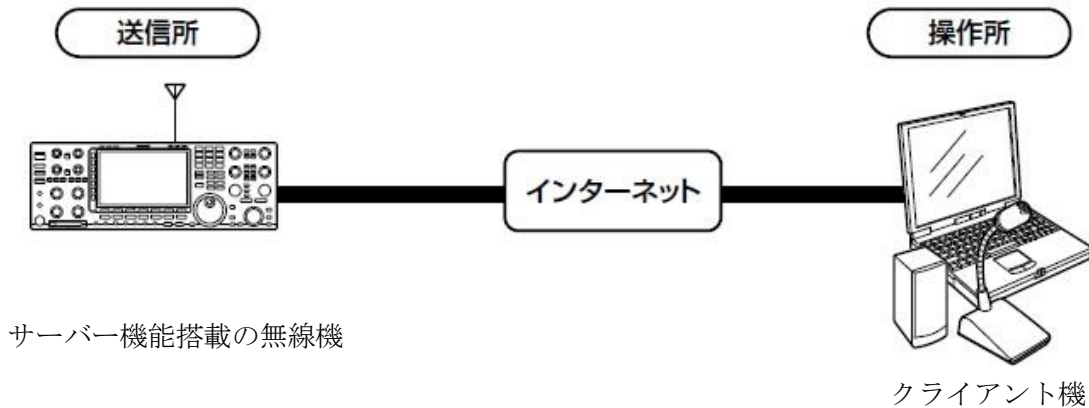 送信所
操作所
インターネット
サーバー機能搭載の無線機
クライアント機